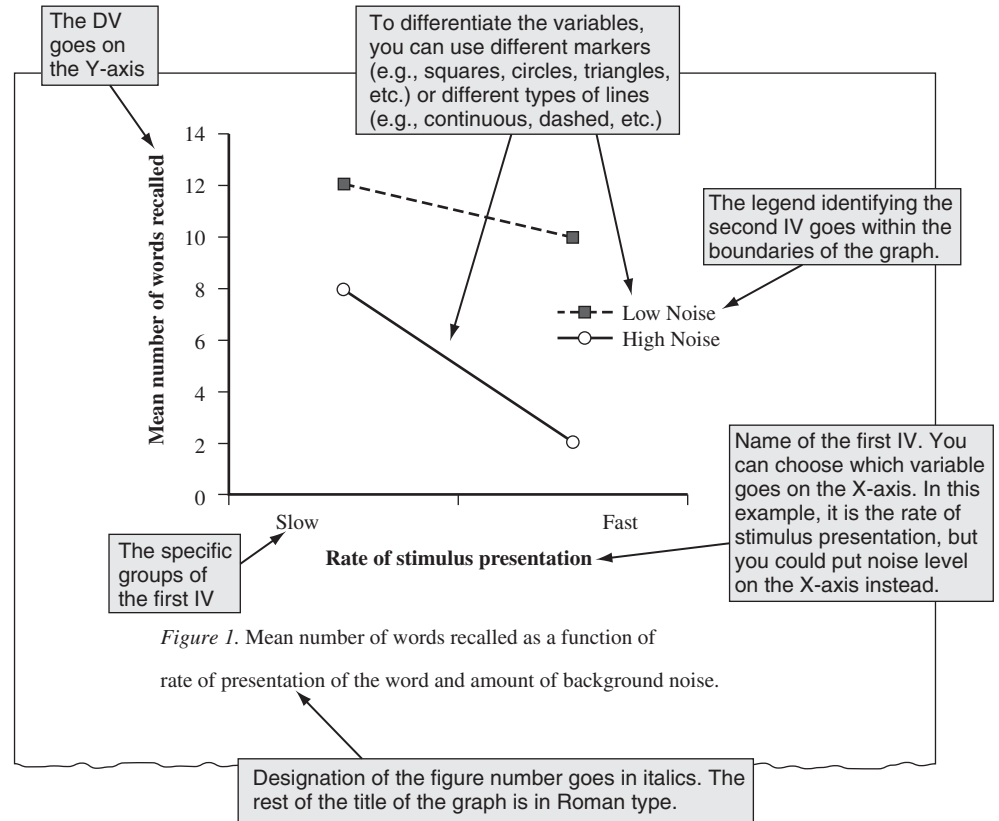 The DV
goes on
the Y-axis
To differentiate the variables,
you can use different markers
(e.g., squares, circles, triangles,
etc.) or different types of lines
(e.g., continuous, dashed, etc.)
14
12
10
8
6
4
2
0
Mean number of words recalled
The legend identifying the
second IV goes within the
boundaries of the graph.
Low Noise
High Noise
Slow
Fast
Rate of stimulus presentation
Name of the first IV. You
can choose which variable
goes on the X-axis. In this
example, it is the rate of
stimulus presentation, but
you could put noise level
on the X-axis instead.
The specific
groups of
the first IV
Figure 1. Mean number of words recalled as a function of
rate of presentation of the word and amount of background noise.
Designation of the figure number goes in italics. The
rest of the title of the graph is in Roman type.